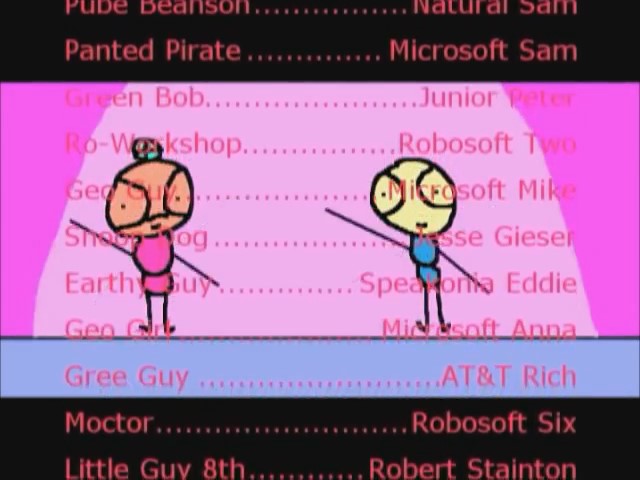 Pube Beanson................Natural Sam
Panted Pirate............... Microsoft Sam
Green Bob.....................Junior Peter
Ro-Workshop...............Robosoft Two
Geo Guy.....................Microsoft Mike
Snoop Dog...................Jesse Gieser
Earthy Guy..............Speakonia Eddie
Geo Girl.....................Microsoft Anna
Gree Guy ........................AT&T Rich
Moctor.........................Robosoft Six
Little Guy 8th............Robert Stainton